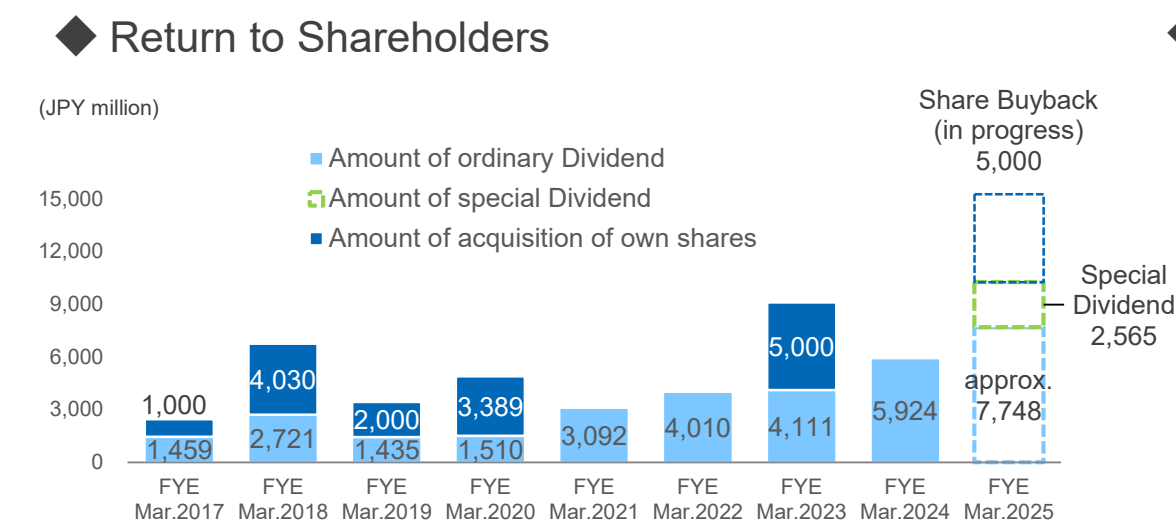 ◆ Return to Shareholders
(JPY million)
Share Buyback
(in progress)
5,000
Amount of ordinary Dividend
Amount of special Dividend
Amount of acquisition of own shares
15,000
12,000
9,000
6,000
3,000
0
Special
Dividend
2,565
1,000
1,459
4,030
2,721
2,000
1,435
3,389
1,510
3,092
4,010
5,000
4,111
5,924
approx.
7,748
FYE FYE FYE FYE FYE FYE FYE FYE FYE
Mar.2017 Mar.2018 Mar.2019 Mar.2020 Mar.2021 Mar.2022 Mar.2023 Mar.2024 Mar.2025